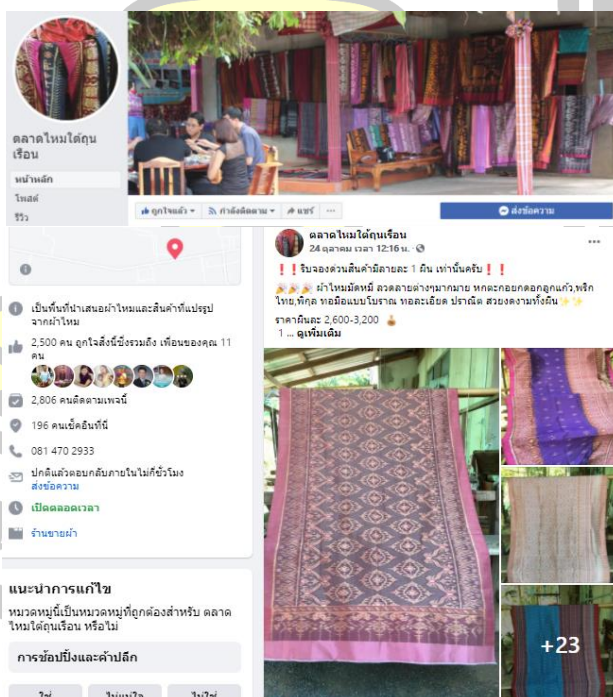 ตลาดไหมใต้ถุน
เรือน
หน้าหลัก
โพสต์
รีวิว
ถูกใจแล้ว
กำลังติดตาม
แชร์
ส่งข้อความ
เป็นพื้นที่นำเสนอผ้าไหมและสินค้าที่แปรรูป
จากผ้าไหม
2,500 คน ถูกใจสิ่งนี้ซึ่งรวมถึง เพื่อนของคุณ 11
คน
2,806 คนติดตามเพจนี้
196 คนเช็คอินที่นี่
081 470 2933
ปกติแล้วตอบกลับภายในไม่กี่ชั่วโมง
ส่งข้อความ
เปิดตลอดเวลา
ร้านขายผ้า
แนะนำการแก้ไข
หมวดหมู่นี้เป็นหมวดหมู่ที่ถูกต้องสำหรับ ตลาด
ไหมใต้ถุนเรือน หรือไม่
การช้อปปิ้งและค้าปลีก
ใช่ ไม่แน่ใจ ไม่ใช่
ตลาดไหมใต้ถุนเรือน
24 ตุลาคม เวลา 12:16 น.
❗❗รีบจองด่วนสินค้ามีลายละ 1 ผืน เท่านั้นครับ❗❗
ผ้าไหมมัดหมี่ ลวดลายต่างๆมากมาย หกตะกอยกดอกลูกแก้ว,พริก
ไทย,พิกุล ทอมือแบบโบราณ ทอละเอียด ปราณีต สวยงดงามทั้งผืน✨✨
ราคาผืนละ 2,600-3,200
1 ... ดูเพิ่มเติม
+23